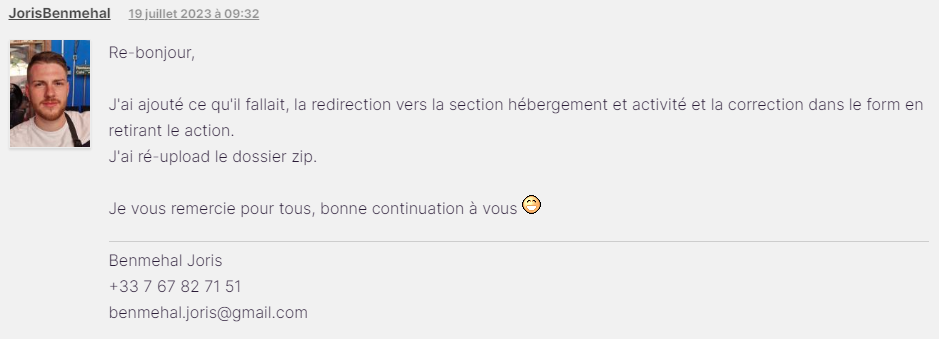 JorisBenmehal 19 juillet 2023 à 09:32
Re-bonjour,
J'ai ajouté ce qu'il fallait, la redirection vers la section hébergement et activité et la correction dans le form en
retirant le action.
J'ai ré-upload le dossier zip.
Je vous remercie pour tous, bonne continuation à vous
Benmehal Joris
+33 7 67 82 71 51
benmehal.joris@gmail.com